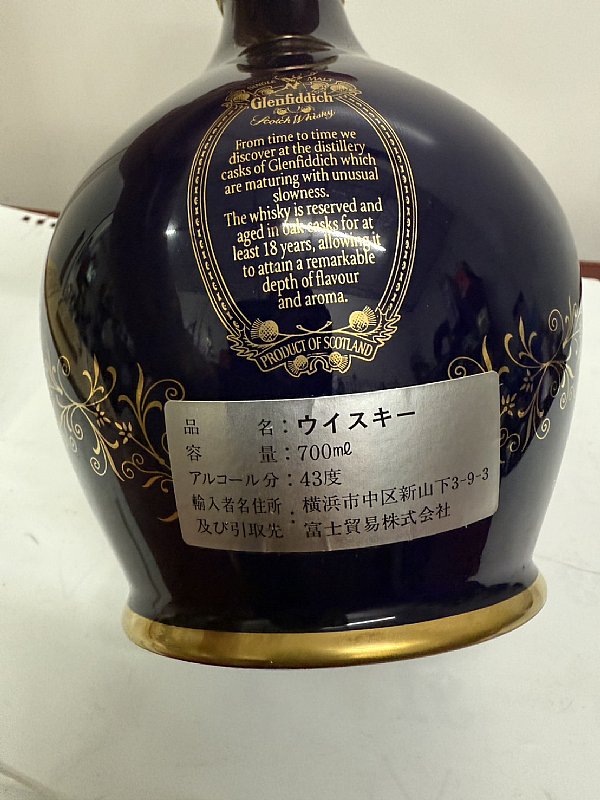 SINGLE MALT
Glenfiddich
Scotch Whisky
From time to time we
discover at the distillery
casks of Glenfiddich which
are maturing with unusual
slowness.
The whisky is reserved and
aged in oak casks for at
least 18 years, allowing it
to attain a remarkable
depth of flavour
and aroma.
PRODUCT OF SCOTLAND
品名：ウイスキー
容量：700mℓ
アルコール分：43度
輸入者名住所：横浜市中区新山下3-9-3
及び引取先 富士貿易株式会社